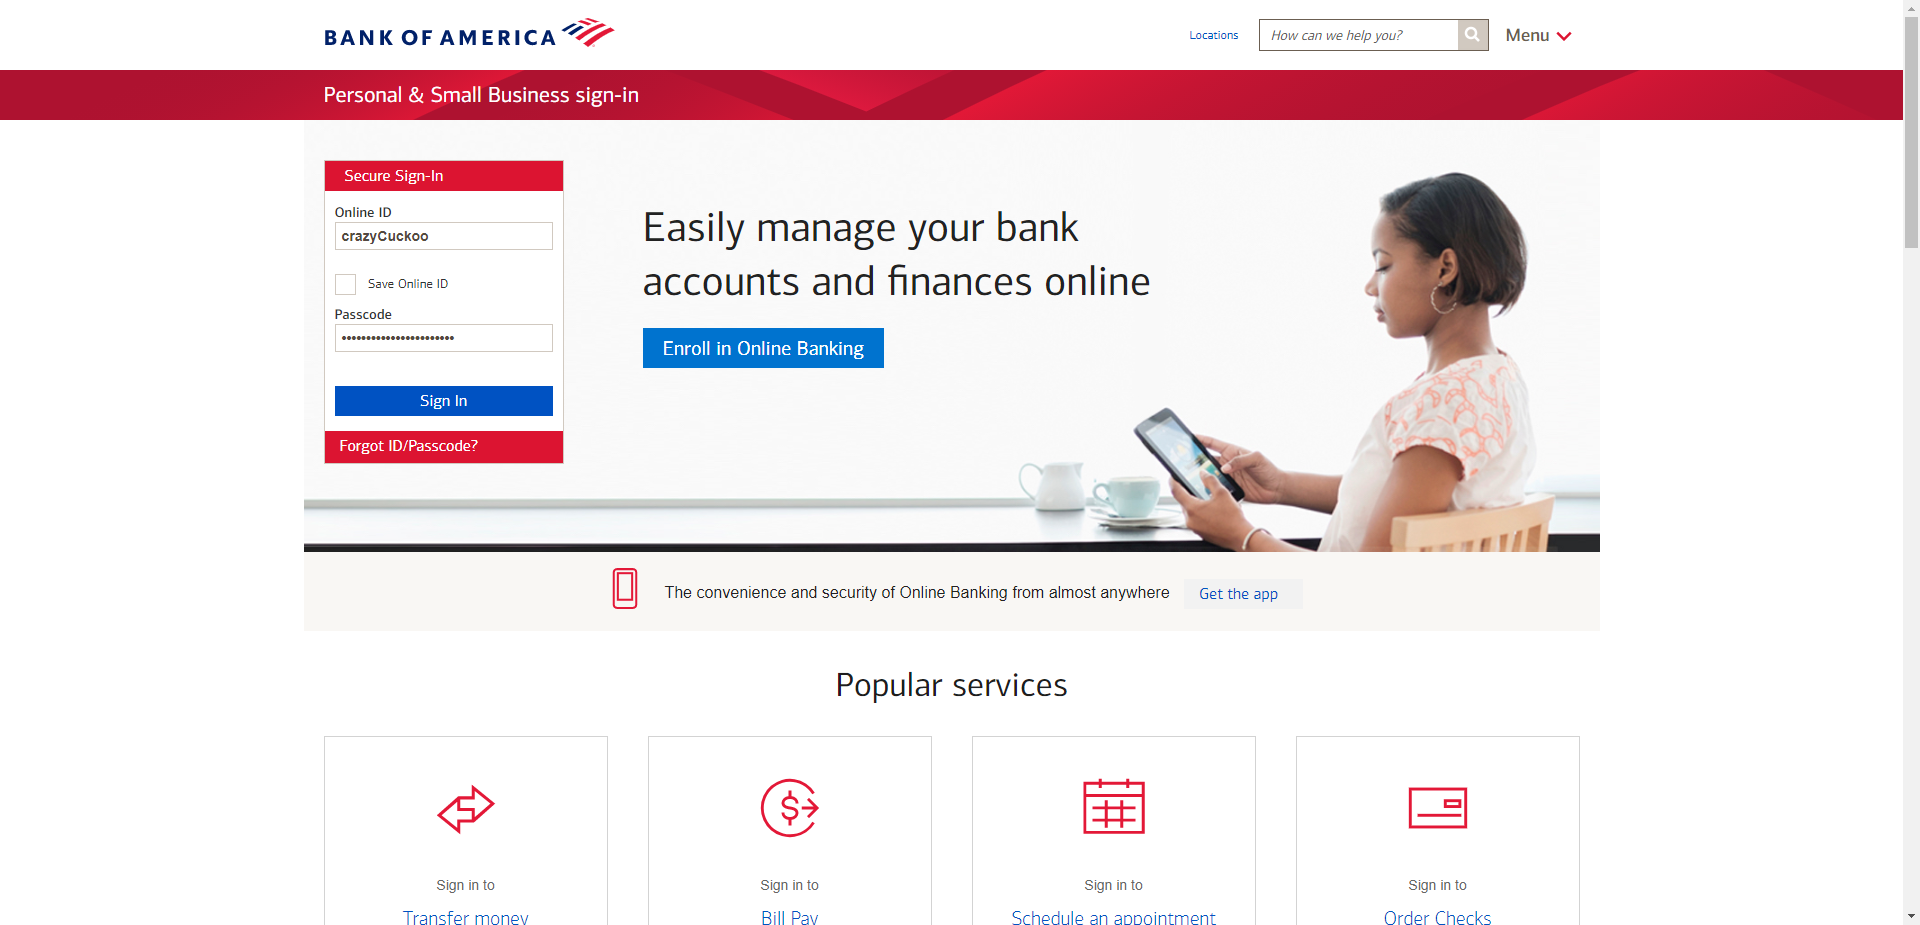 BANK OF AMERICA
Locations
How can we help you?
Menu
Personal & Small Business sign-in
Secure Sign-In
Online ID
crazyCuckoo
Save Online ID
Passcode
•••••••••••••••••••••••
Sign In
Forgot ID/Passcode?
Easily manage your bank
accounts and finances online
Enroll in Online Banking
The convenience and security of Online Banking from almost anywhere
Get the app
Popular services
Sign in to
Transfer money
Sign in to
Bill Pay
Sign in to
Schedule an appointment
Sign in to
Order Checks